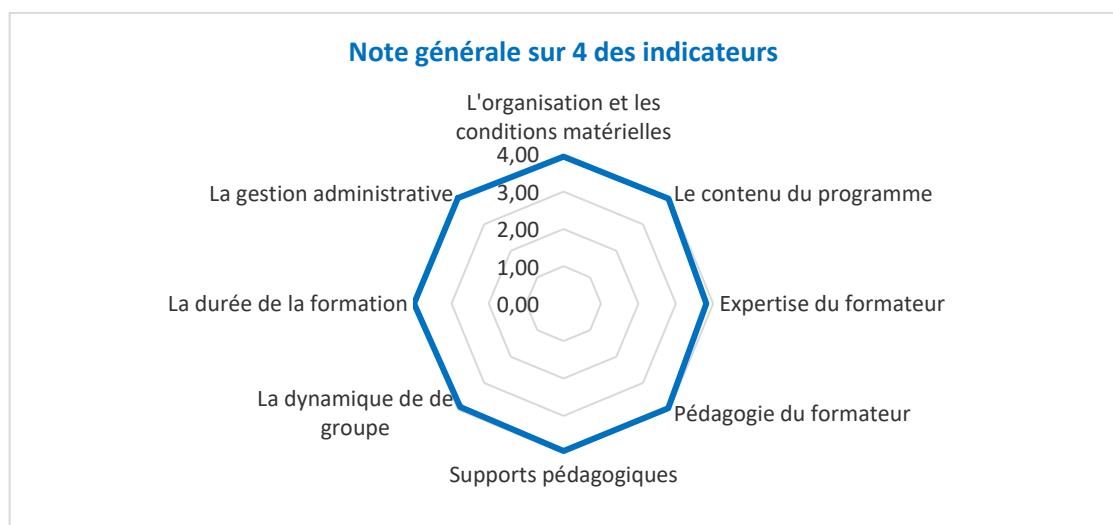 Note générale sur 4 des indicateurs
L'organisation et les
conditions matérielles
4,00
La gestion administrative
3,00
Le contenu du programme
2,00
1,00
La durée de la formation
0,00
Expertise du formateur
La dynamique de de
groupe
Pédagogie du formateur
Supports pédagogiques